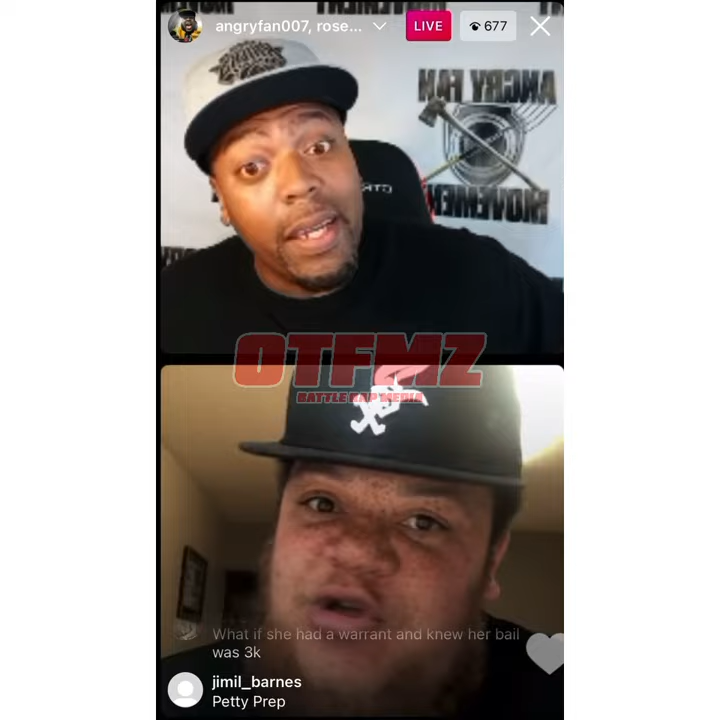 angryfan007, rose...
LIVE
677
ANGRY FAN
MOVEMENT
OTFMZ
BATTLE RAP MEDIA
What if she had a warrant and knew her bail
was 3k
jimil_barnes
Petty Prep